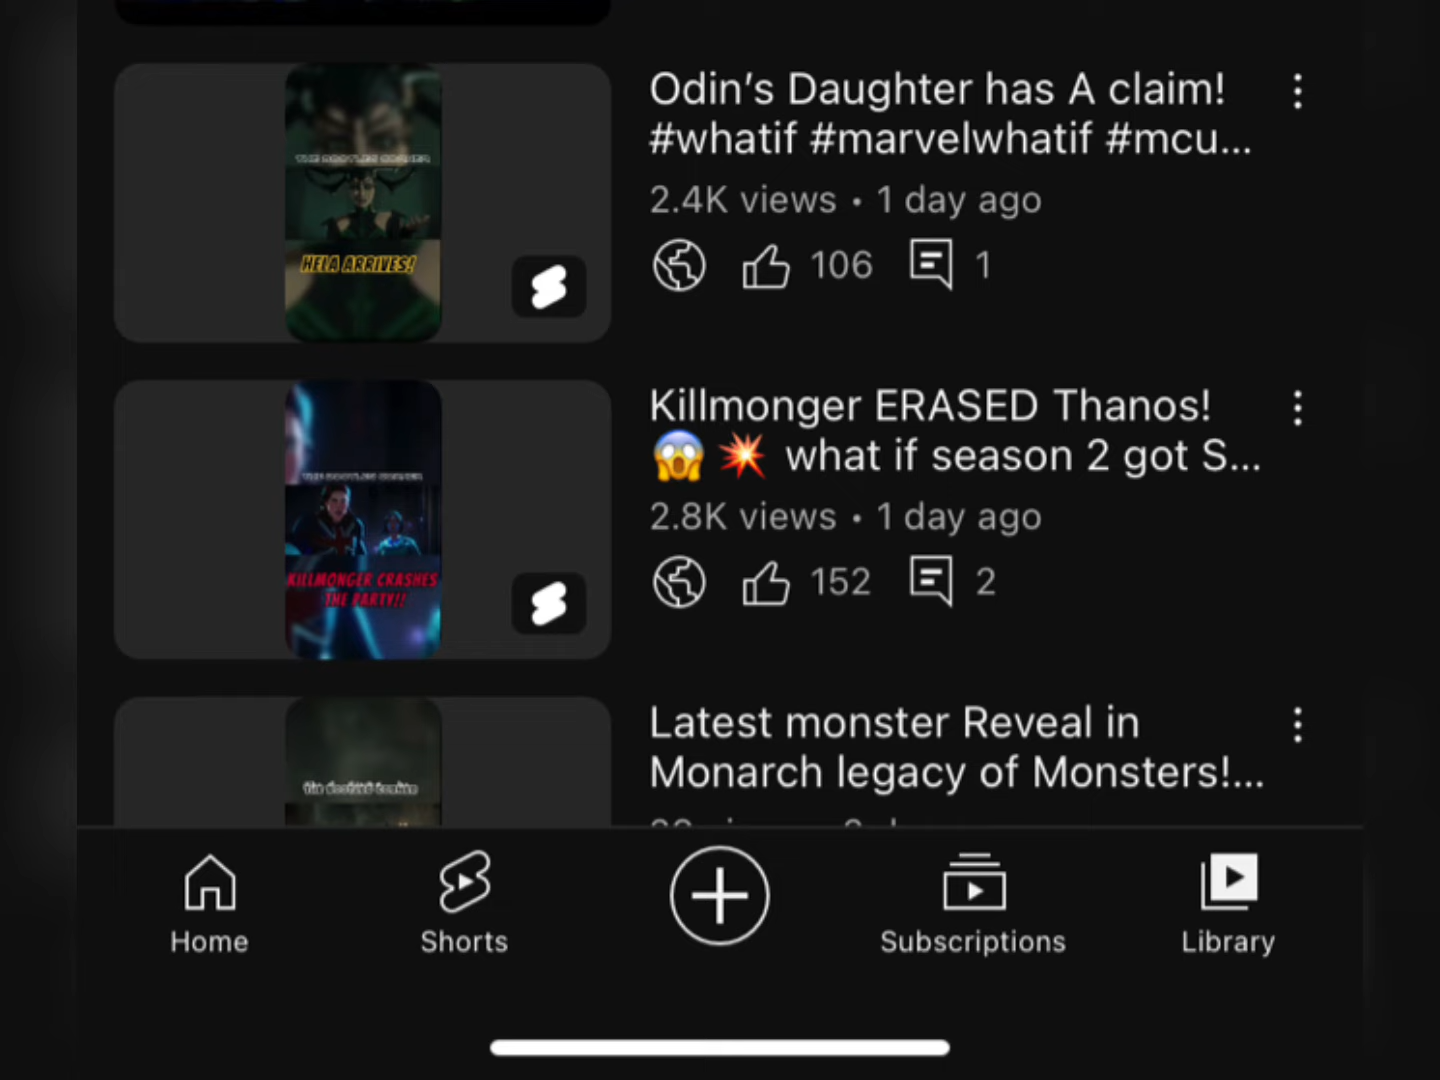 Odin's Daughter has A claim!
#whatif #marvelwhatif #mcu...
2.4K views • 1 day ago
106 1
HELA ARRIVES!
Killmonger ERASED Thanos!
😱 💥 what if season 2 got S...
2.8K views • 1 day ago
152 2
KILLMONGER CRASHES
THE PARTY!!
Latest monster Reveal in
Monarch legacy of Monsters!...
Home Shorts Subscriptions Library